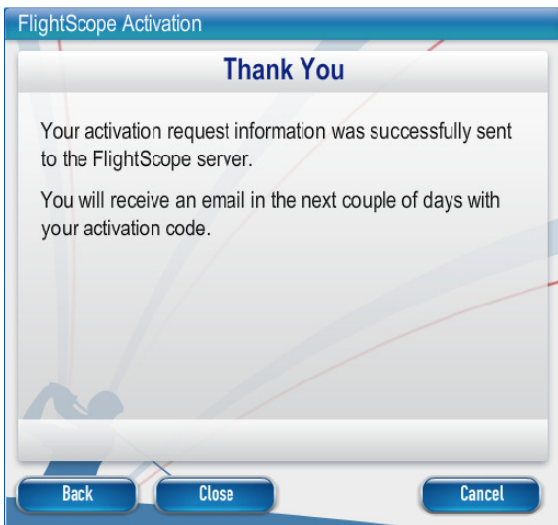 FlightScope Activation
Thank You
Your activation request information was successfully sent
to the FlightScope server.
You will receive an email in the next couple of days with
your activation code.
Back Close Cancel